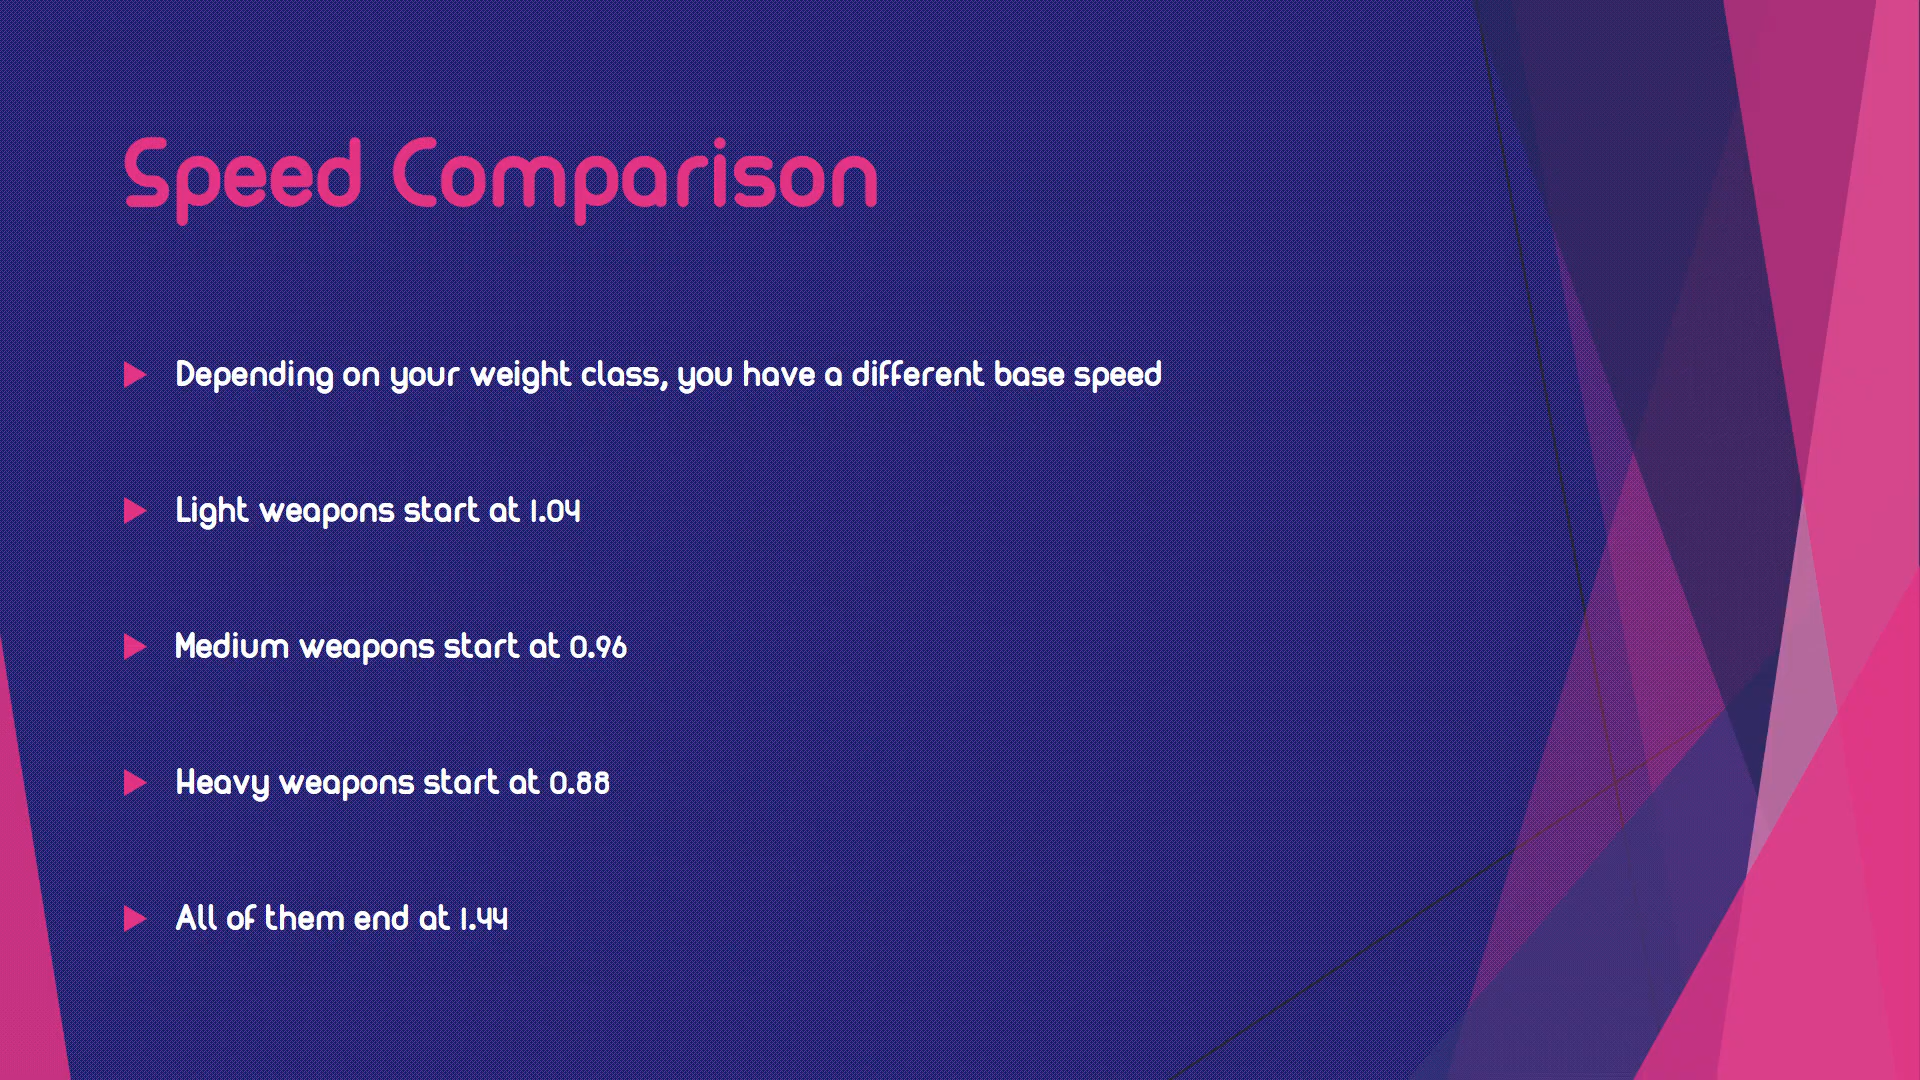 Speed Comparison
Depending on your weight class, you have a different base speed
Light weapons start at 1.04
Medium weapons start at 0.96
Heavy weapons start at 0.88
All of them end at 1.44